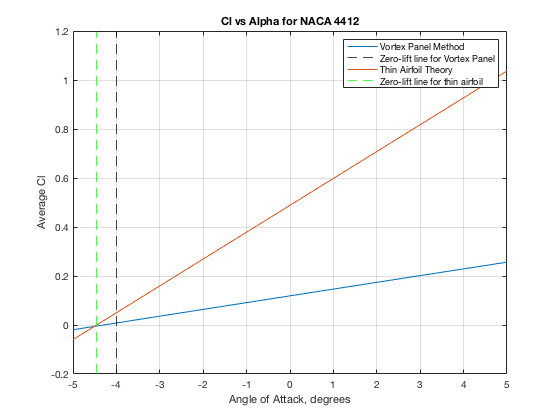 Cl vs Alpha for NACA 4412
1.2
1
0.8
0.6
0.4
0.2
0
-0.2
Average Cl
Vortex Panel Method
Zero-lift line for Vortex Panel
Thin Airfoil Theory
Zero-lift line for thin airfoil
-5 -4 -3 -2 -1 0 1 2 3 4 5
Angle of Attack, degrees